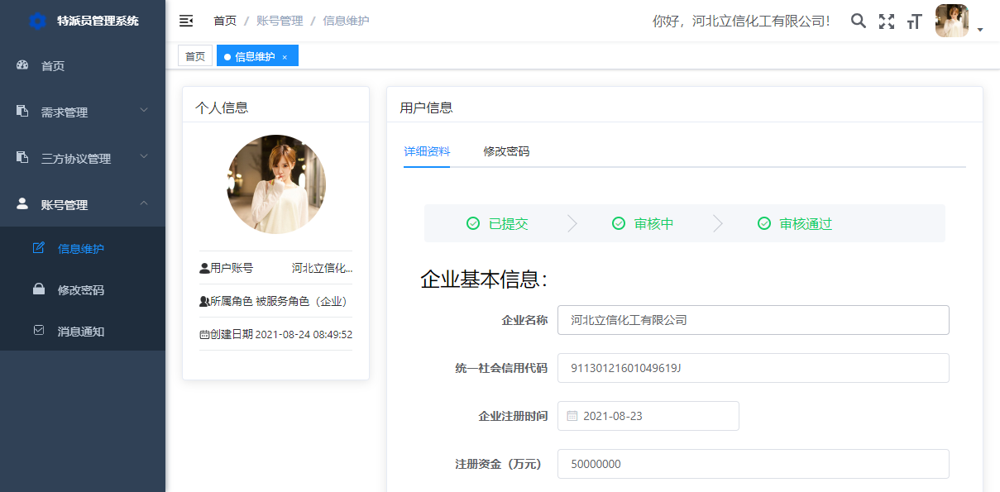 特派员管理系统
首页 / 账号管理 / 信息维护
你好，河北立信化工有限公司！
首页
信息维护 ×
首页
需求管理
三方协议管理
账号管理
信息维护
修改密码
消息通知
个人信息
用户账号 河北立信化...
所属角色 被服务角色（企业）
创建日期 2021-08-24 08:49:52
用户信息
详细资料 修改密码
已提交 审核中 审核通过
企业基本信息：
企业名称 河北立信化工有限公司
统一社会信用代码 91130121601049619J
企业注册时间 2021-08-23
注册资金（万元） 50000000